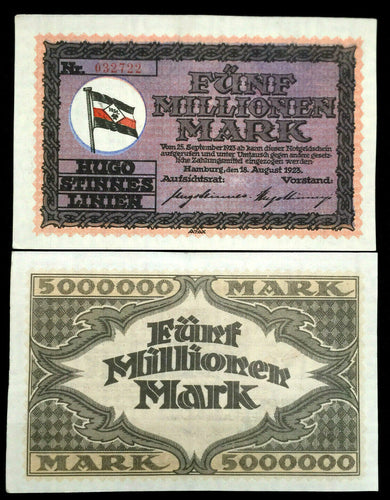 Nr. 032722
FÜNF
MILLIONEN
MARK
Vom 25. September 1923 ab kann dieser Notgeldschein
aufgerufen und unter Umtausch gegen andere gesetz-
liche Zahlungsmittel eingezogen werden
Hamburg, den 18. August 1923.
Aufsichtsrat: Vorstand:
HUGO
STINNES
LINIEN
5000000 MARK
Fünf
Millionen
Mark
MARK 5000000